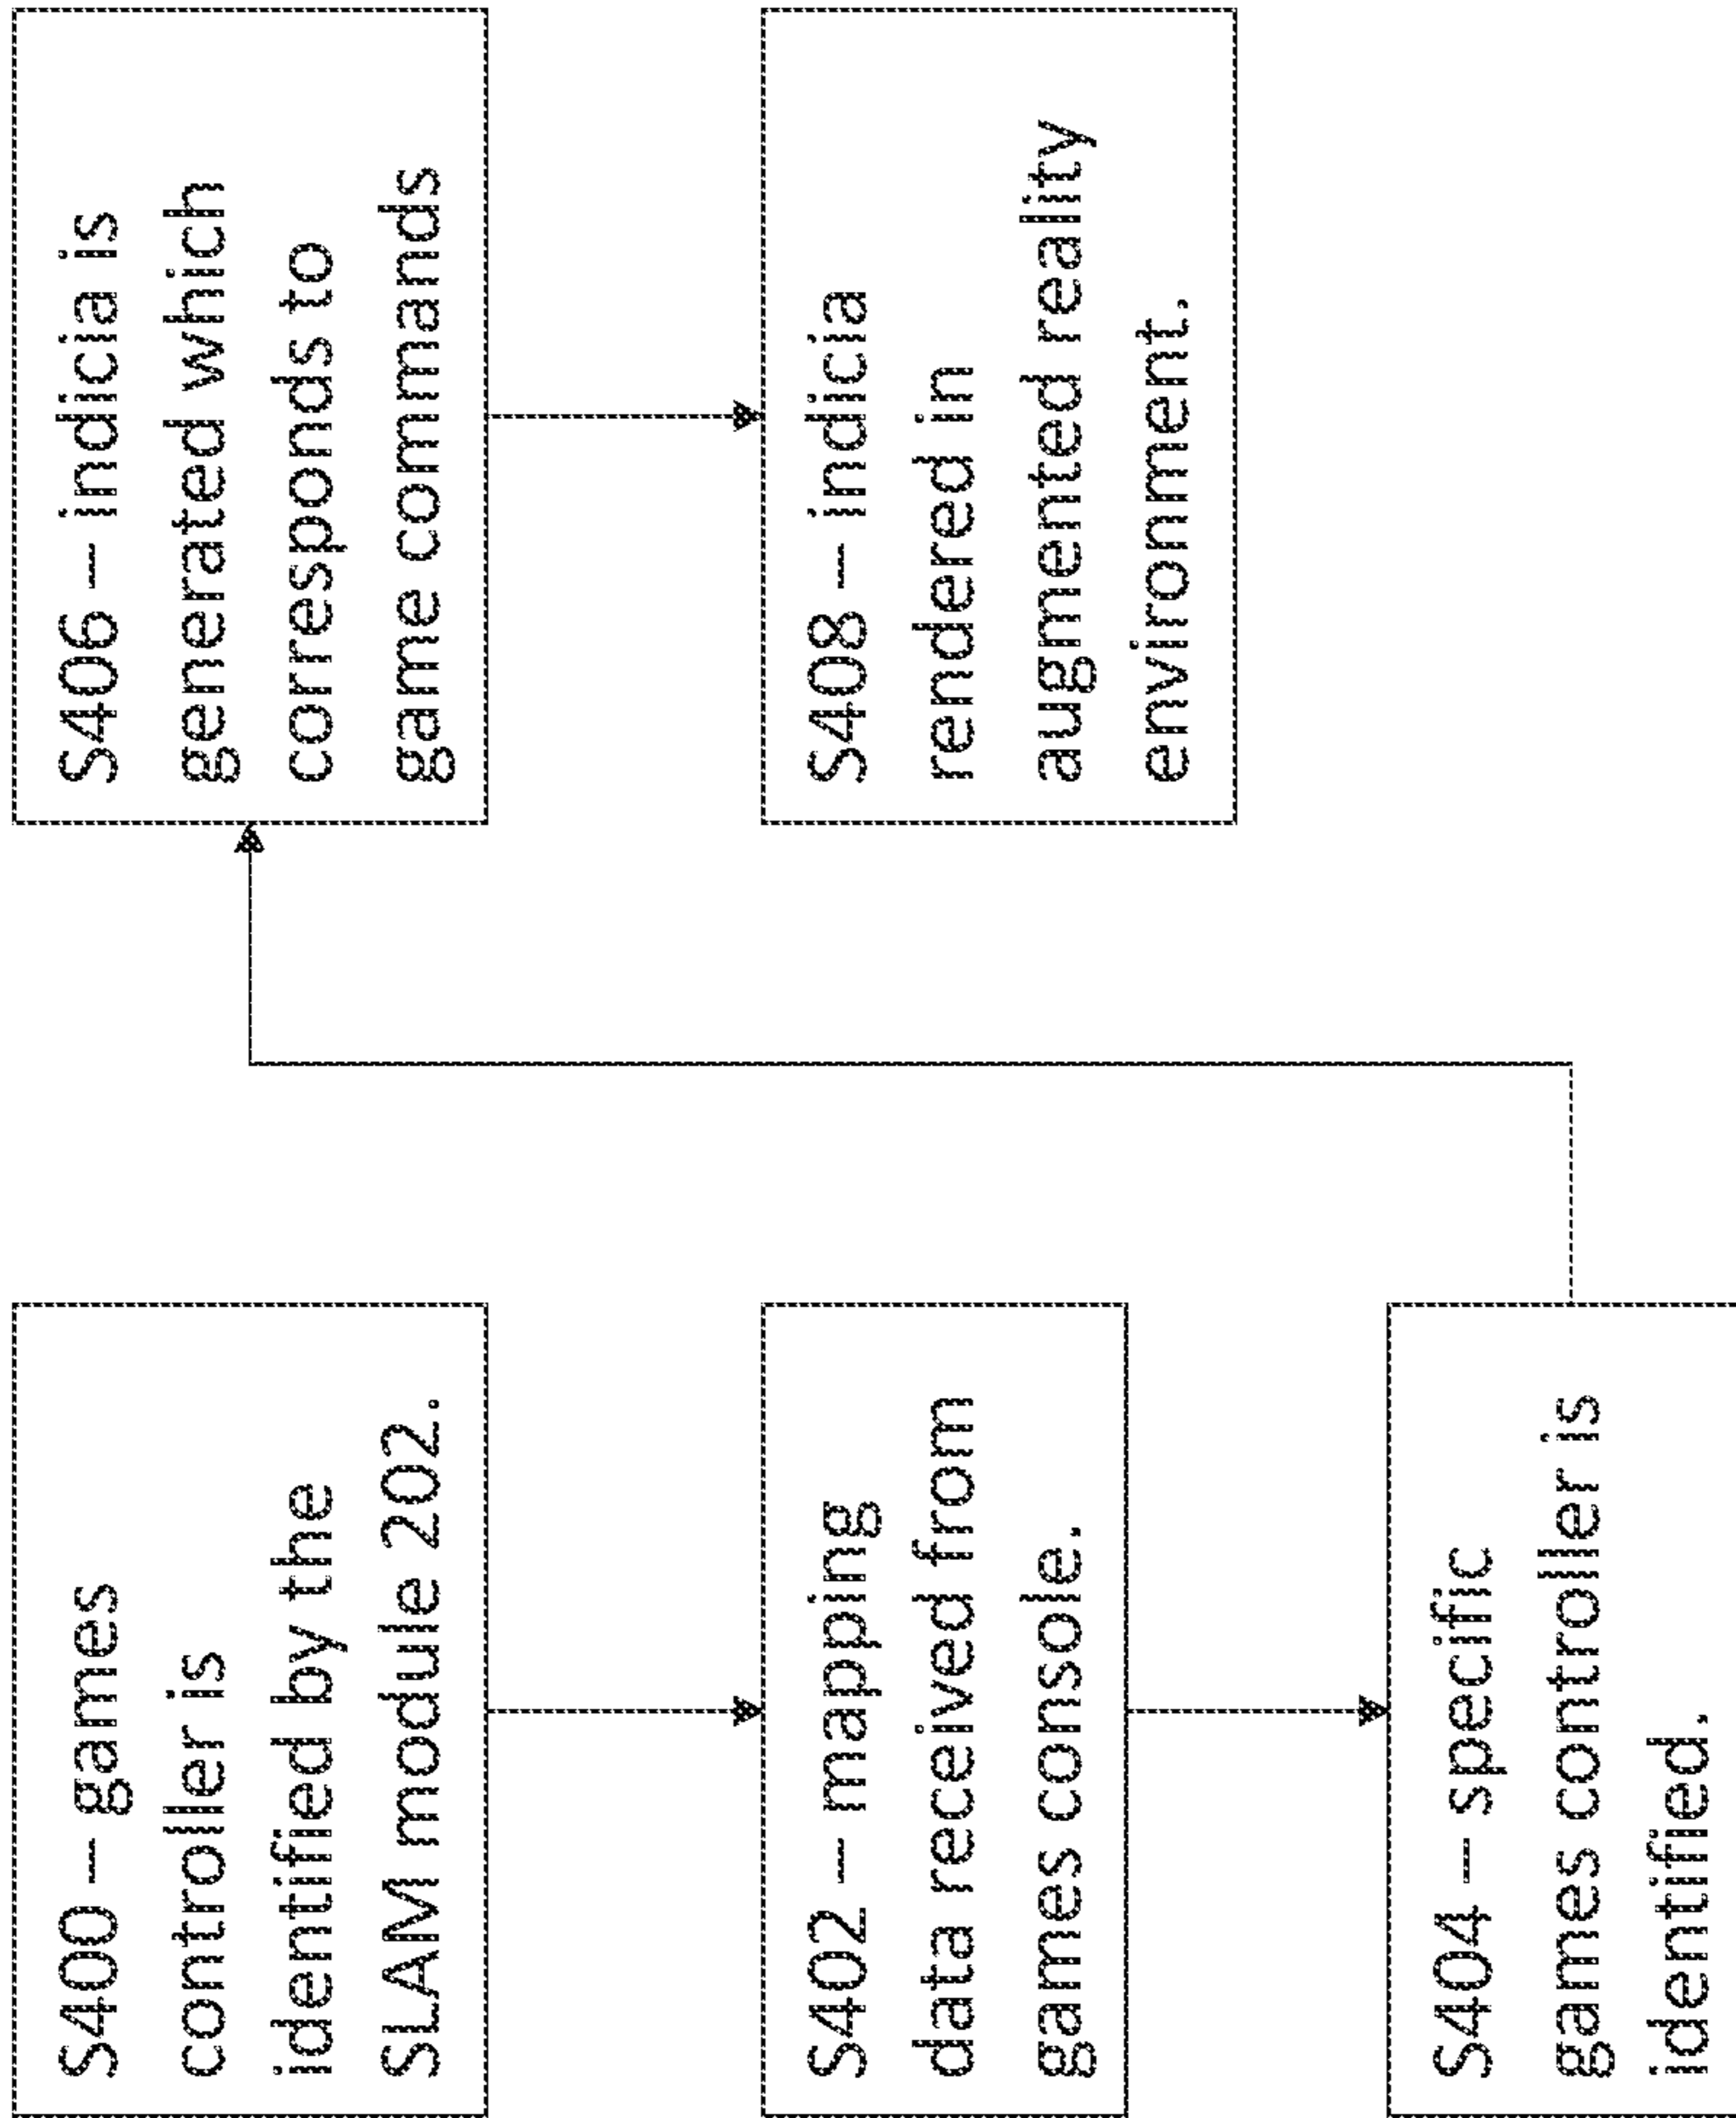 S400 – games
controller is
identified by the
SLAM module 202.
S402 – mapping
data received from
games console.
S404 – specific
games controller is
identified.
S406 – indicia is
generated which
corresponds to
game commands
S408 – indicia
rendered in
augmented reality
environment.